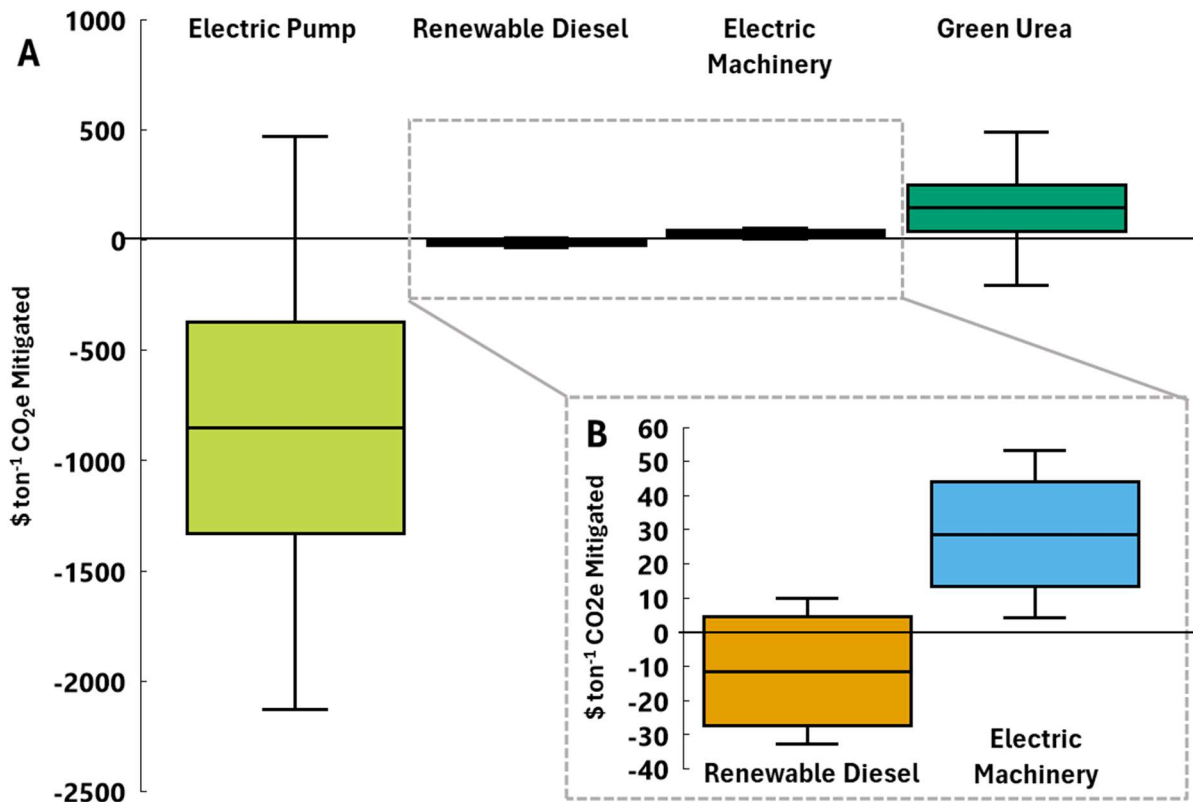 A
Electric Pump
Renewable Diesel
Electric
Machinery
Green Urea
$ ton⁻¹ CO₂e Mitigated
1000
500
0
-500
-1000
-1500
-2000
-2500
B
$ ton⁻¹ CO2e Mitigated
60
50
40
30
20
10
0
-10
-20
-30
-40
Renewable Diesel
Electric
Machinery